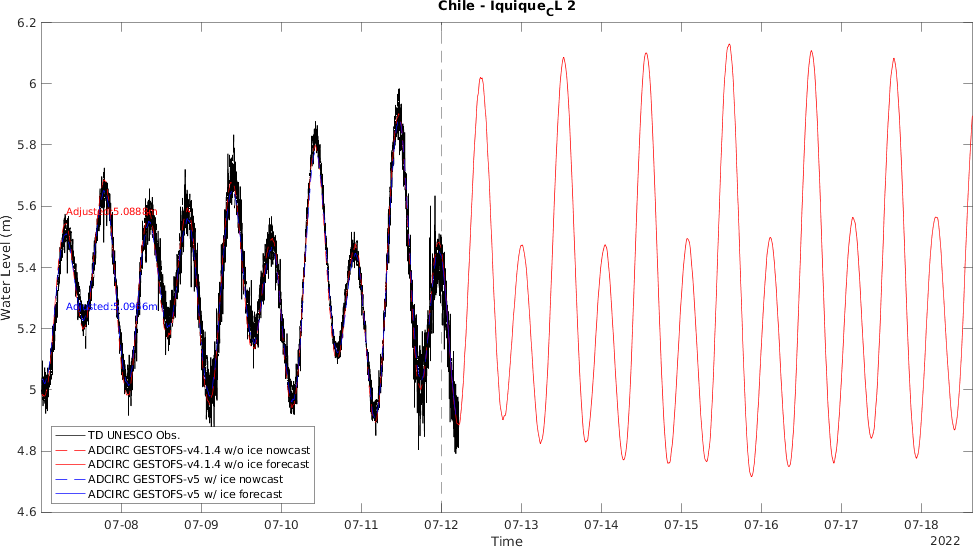 Chile - Iquique_CL 2
6.2
6
5.8
5.6
5.4
5.2
5
4.8
4.6
Water Level (m)
Adjusted:5.0888m
Adjusted:5.0966m
TD UNESCO Obs.
ADCIRC GESTOFS-v4.1.4 w/o ice nowcast
ADCIRC GESTOFS-v4.1.4 w/o ice forecast
ADCIRC GESTOFS-v5 w/ ice nowcast
ADCIRC GESTOFS-v5 w/ ice forecast
07-08 07-09 07-10 07-11 07-12 07-13 07-14 07-15 07-16 07-17 07-18
Time
2022